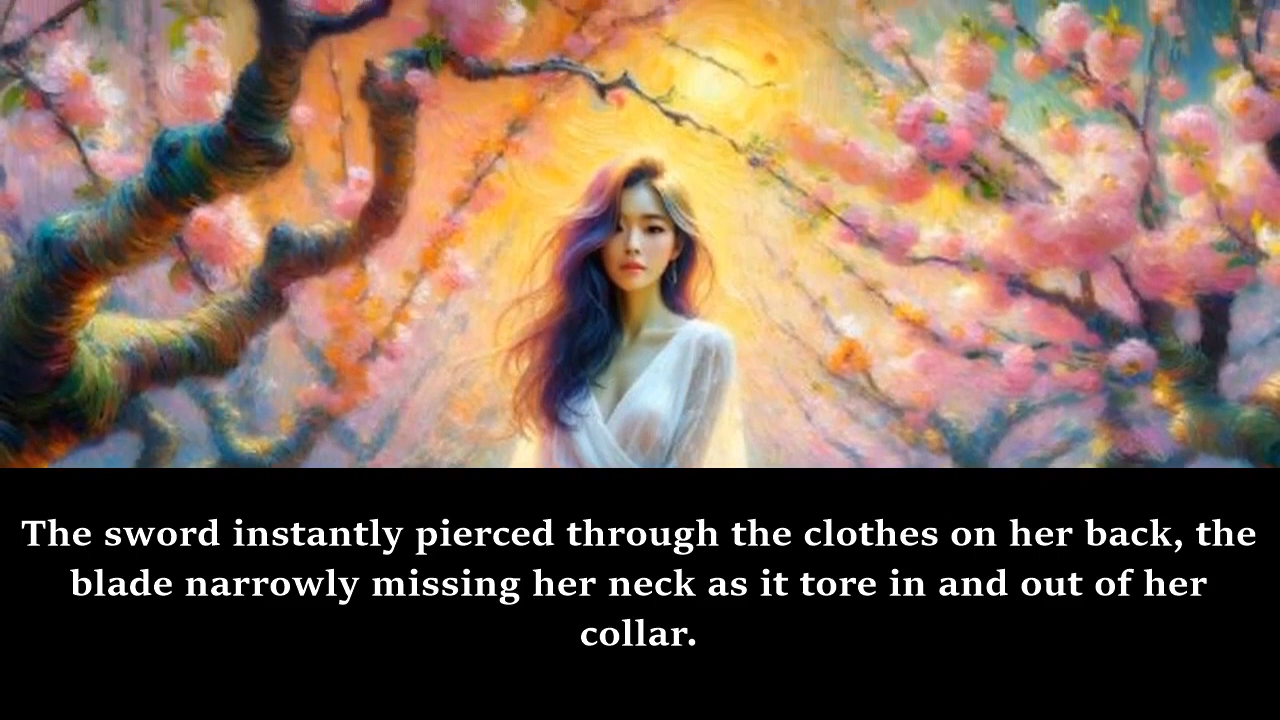 The sword instantly pierced through the clothes on her back, the
blade narrowly missing her neck as it tore in and out of her
collar.